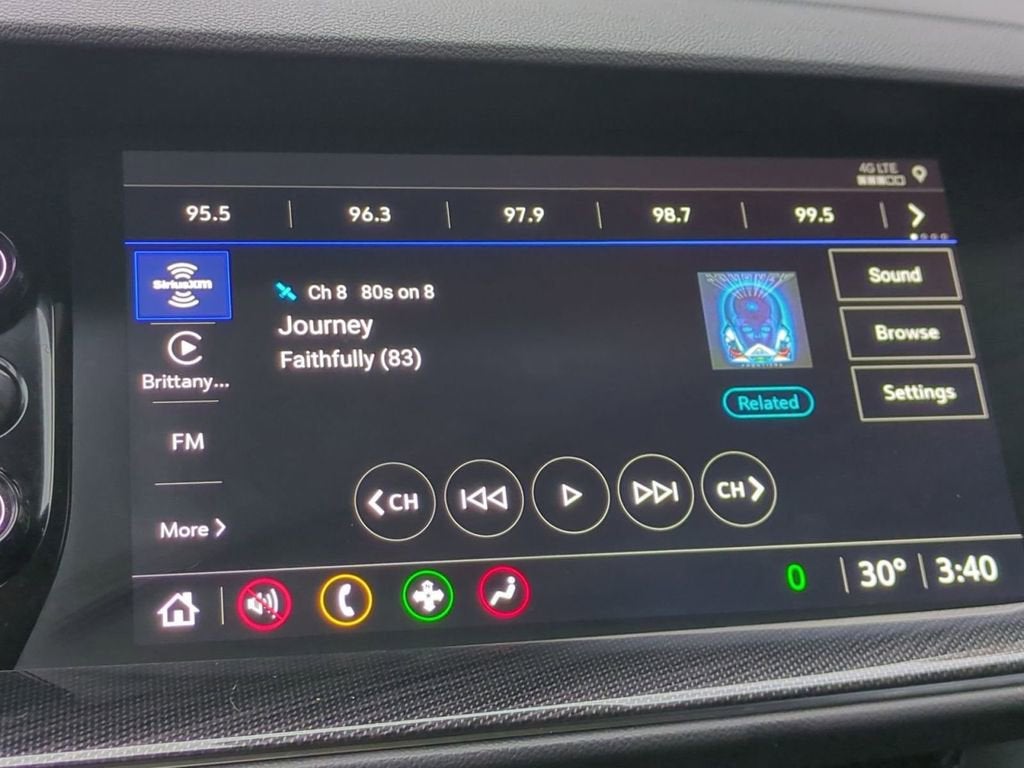 4G LTE
95.5 96.3 97.9 98.7 99.5
SiriusXM
Ch 8 80s on 8
Journey
Faithfully (83)
Related
Sound
Browse
Settings
Brittany...
FM
More
CH
CH
0 30° 3:40